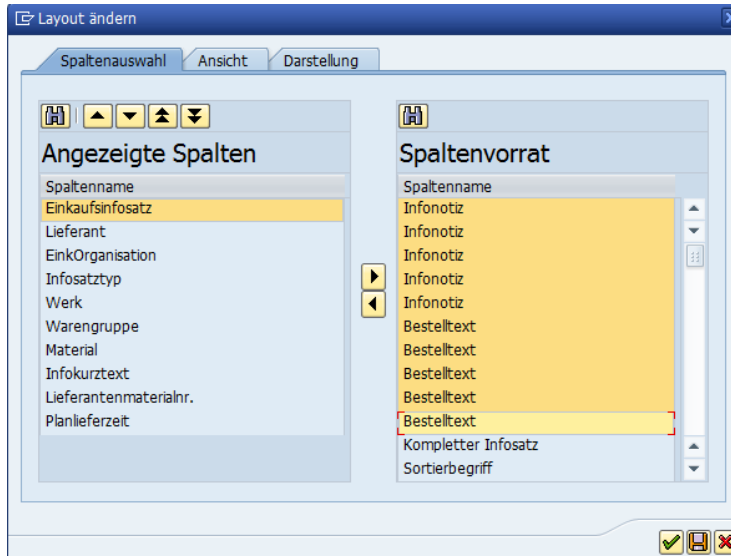 Layout ändern
Spaltenauswahl Ansicht Darstellung
Angezeigte Spalten
Spaltenname
Einkaufsinfosatz
Lieferant
EinkOrganisation
Infosatztyp
Werk
Warengruppe
Material
Infokurztext
Lieferantenmaterialnr.
Planlieferzeit
Spaltenvorrat
Spaltenname
Infonotiz
Infonotiz
Infonotiz
Infonotiz
Infonotiz
Bestelltext
Bestelltext
Bestelltext
Bestelltext
Bestelltext
Kompletter Infosatz
Sortierbegriff